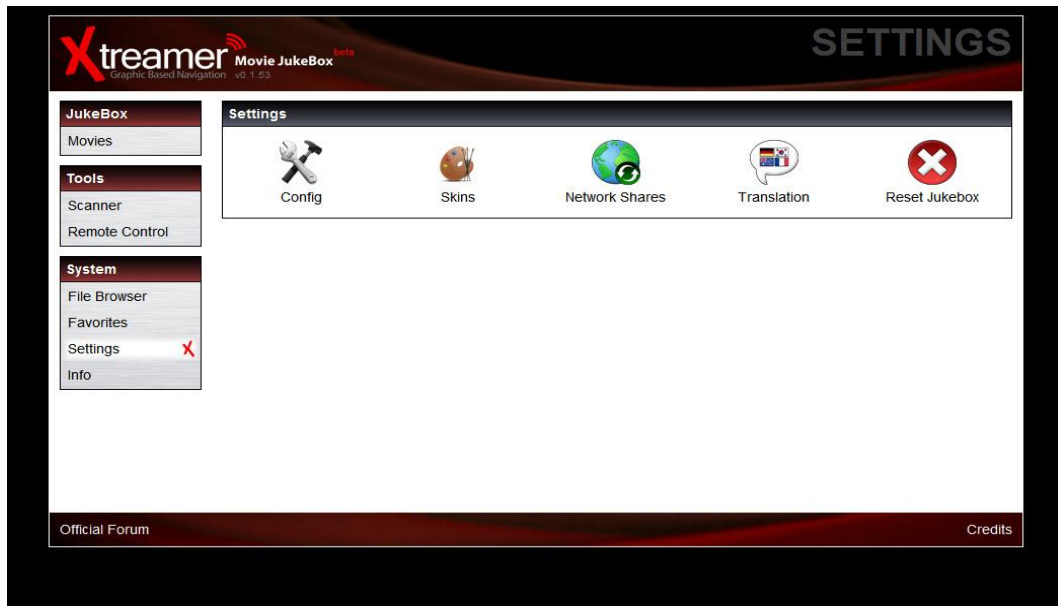 Xtreamer Movie JukeBox beta
Graphic Based Navigation v0.1.53
SETTINGS
JukeBox
Movies
Tools
Scanner
Remote Control
System
File Browser
Favorites
Settings X
Info
Settings
Config
Skins
Network Shares
Translation
Reset Jukebox
Official Forum
Credits